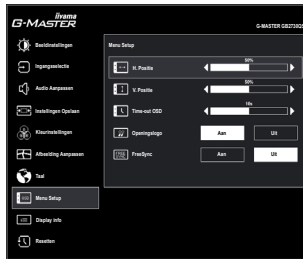 iiyama
G-MASTER
G-MASTER GB2730QS
Beeldinstellingen
Menu Setup
Ingangsselectie
H. Positie
50%
Audio Aanpassen
V. Positie
50%
Instellingen Opslaan
Time-out OSD
10s
Kleurinstellingen
Openingslogo
Aan
Uit
Afbeelding Aanpassen
FreeSync
Aan
Uit
Taal
Menu Setup
Display info
Resetten